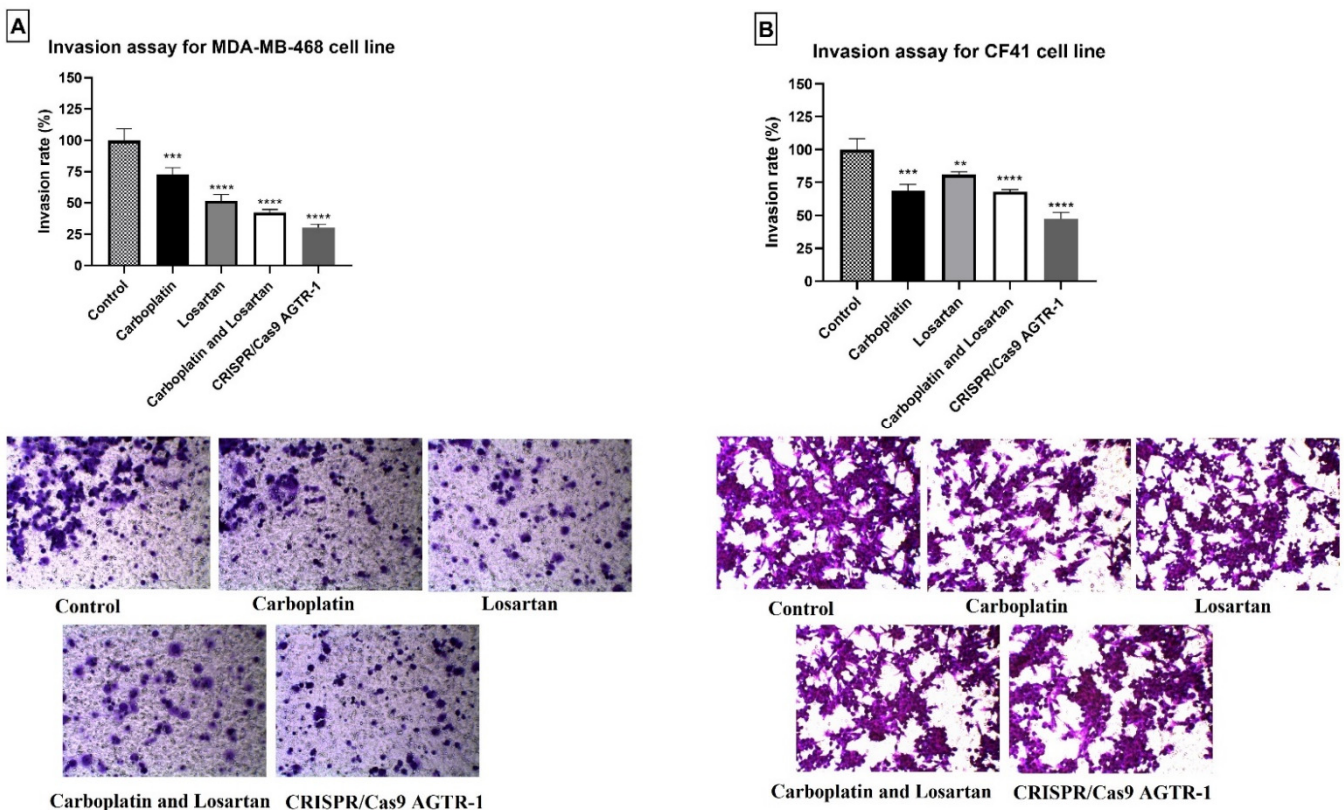 A
Invasion assay for MDA-MB-468 cell line
Invasion rate (%)
150
125
100
75
50
25
0
***
****
****
****
Control
Carboplatin
Losartan
Carboplatin and Losartan
CRISPR/Cas9 AGTR-1
Control
Carboplatin
Losartan
Carboplatin and Losartan
CRISPR/Cas9 AGTR-1
B
Invasion assay for CF41 cell line
Invasion rate (%)
150
125
100
75
50
25
0
***
**
****
****
Control
Carboplatin
Losartan
Carboplatin and Losartan
CRISPR/Cas9 AGTR-1
Control
Carboplatin
Losartan
Carboplatin and Losartan
CRISPR/Cas9 AGTR-1